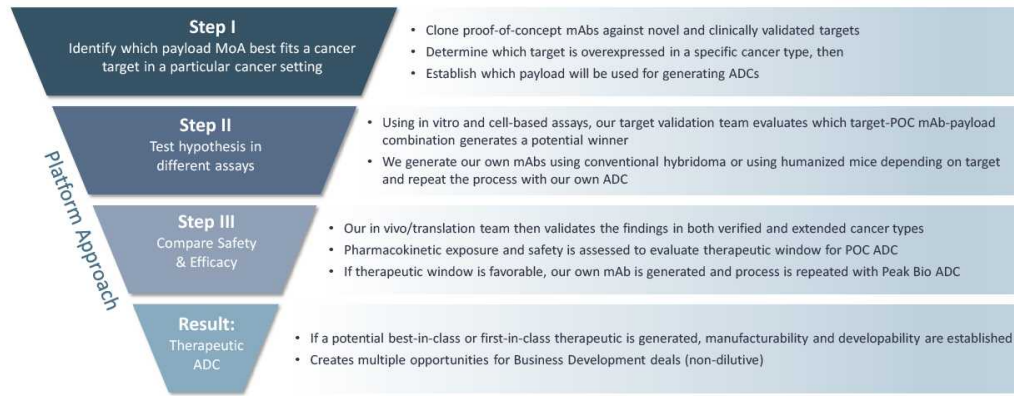 Step I
Identify which payload MoA best fits a cancer
target in a particular cancer setting
• Clone proof-of-concept mAbs against novel and clinically validated targets
• Determine which target is overexpressed in a specific cancer type, then
• Establish which payload will be used for generating ADCs
Platform Approach
Step II
Test hypothesis in
different assays
• Using in vitro and cell-based assays, our target validation team evaluates which target-POC mAb-payload
combination generates a potential winner
• We generate our own mAbs using conventional hybridoma or using humanized mice depending on target
and repeat the process with our own ADC
Step III
Compare Safety
& Efficacy
• Our in vivo/translation team then validates the findings in both verified and extended cancer types
• Pharmacokinetic exposure and safety is assessed to evaluate therapeutic window for POC ADC
• If therapeutic window is favorable, our own mAb is generated and process is repeated with Peak Bio ADC
Result:
Therapeutic
ADC
• If a potential best-in-class or first-in-class therapeutic is generated, manufacturability and developability are established
• Creates multiple opportunities for Business Development deals (non-dilutive)